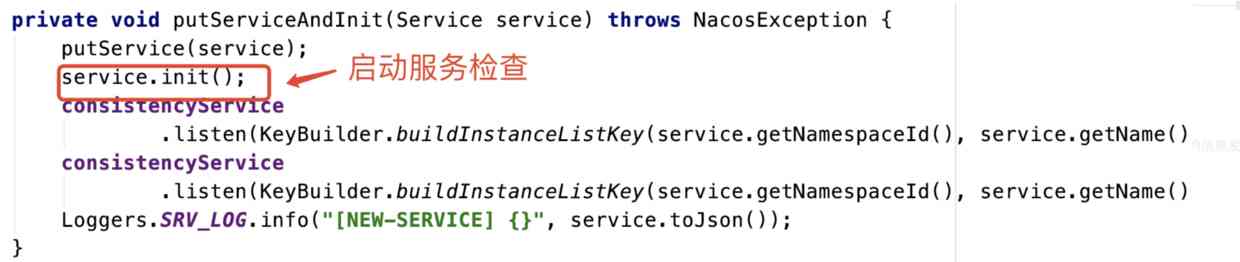 private void putServiceAndInit(Service service) throws NacosException {
putService(service);
service.init(); 启动服务检查
consistencyService
.listen(KeyBuilder.buildInstanceListKey(service.getNamespaceId(), service.getName()
consistencyService
.listen(KeyBuilder.buildInstanceListKey(service.getNamespaceId(), service.getName()
Loggers.SRV_LOG.info("[NEW-SERVICE] {}", service.toJson());
}